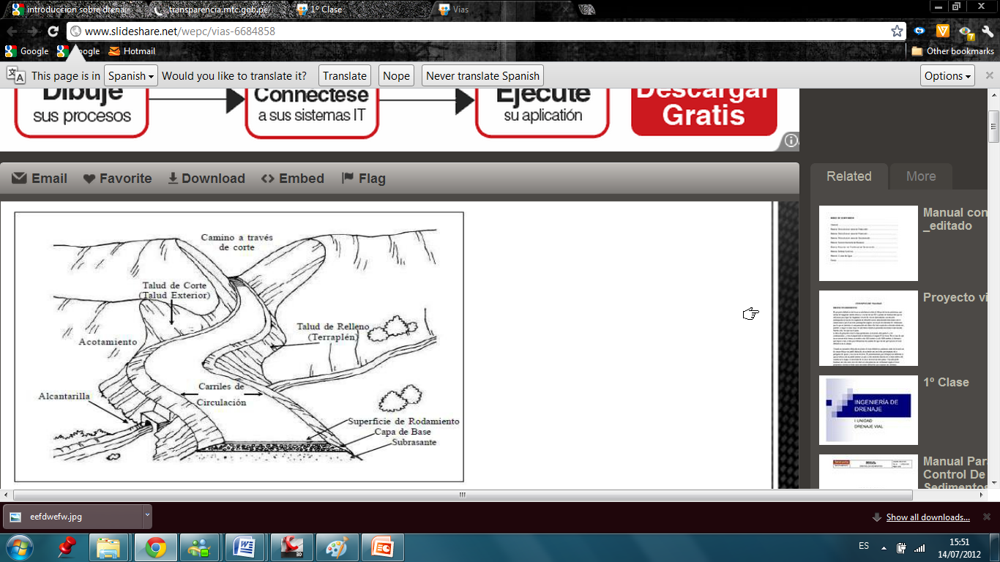 introduccion sobre drenaj
transparencia.mtc.gob.pe
1º Clase
Vias
www.slideshare.net/wepc/vias-6684858
Google
Hotmail
Other bookmarks
This page is in Spanish Would you like to translate it? Translate Nope Never translate Spanish Options
Dibuje
sus procesos
Connectese
a sus sistemas IT
Ejecute
su aplicatión
Descargar
Gratis
Email Favorite Download Embed Flag
Related More
Camino a través
de corte
Talud de Corte
(Talud Exterior)
Talud de Relleno
(Terraplén)
Acotamiento
Carriles de
Circulación
Alcantarilla
Superficie de Rodamiento
Capa de Base
Subrasante
Manual con
_editado
Proyecto vi
INGENIERÍA DE
DRENAJE
I UNIDAD
DRENAJE VIAL
1º Clase
Manual Para
Control De
Sedimentos
eefdwefw.jpg
Show all downloads...
3D
ES
15:51
14/07/2012